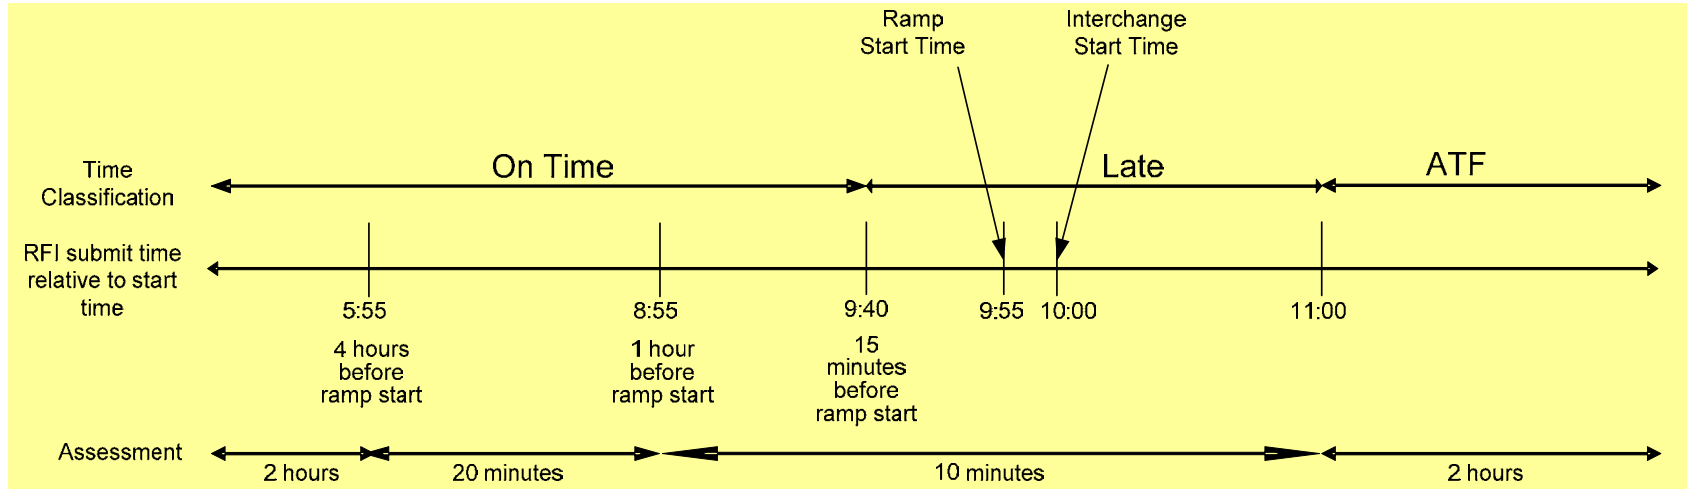 Ramp
Start Time
Interchange
Start Time
Time
Classification
On Time
Late
ATF
RFI submit time
relative to start
time
5:55
8:55
9:40
9:55
10:00
11:00
4 hours
before
ramp start
1 hour
before
ramp start
15
minutes
before
ramp start
Assessment
2 hours
20 minutes
10 minutes
2 hours